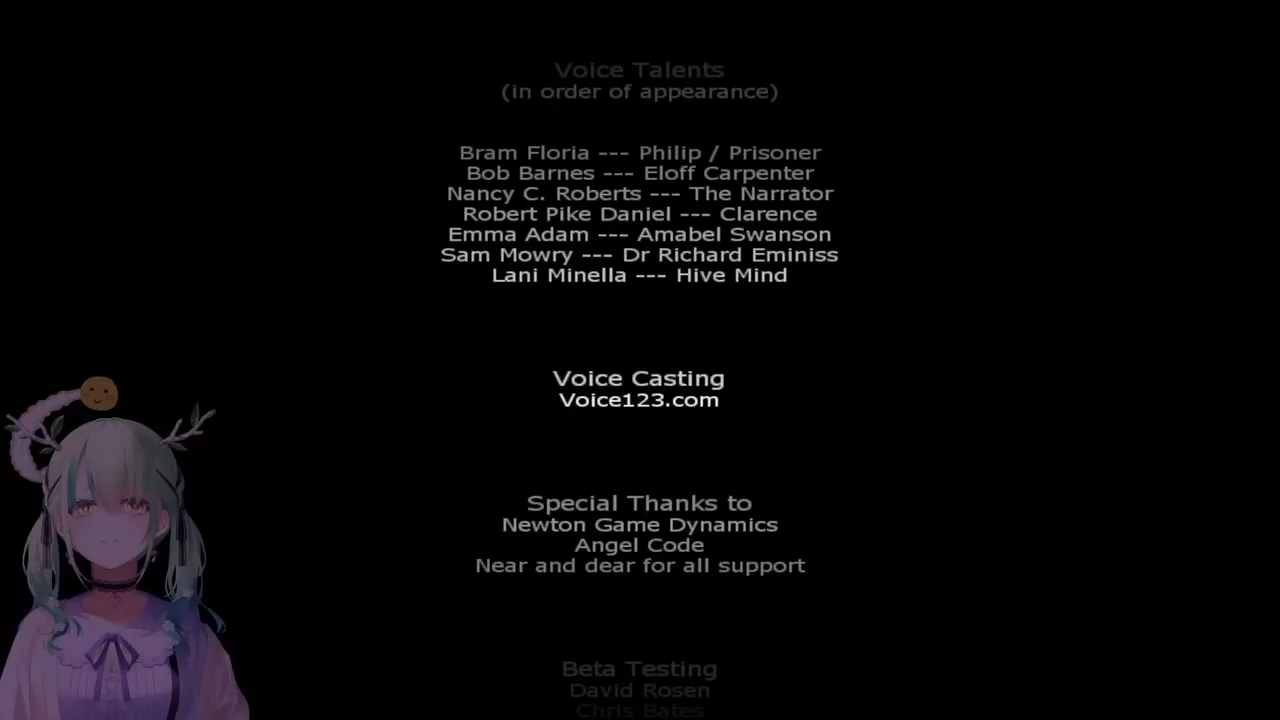 Voice Talents
(in order of appearance)
Bram Floria --- Philip / Prisoner
Bob Barnes --- Eloff Carpenter
Nancy C. Roberts --- The Narrator
Robert Pike Daniel --- Clarence
Emma Adam --- Amabel Swanson
Sam Mowry --- Dr Richard Eminiss
Lani Minella --- Hive Mind
Voice Casting
Voice123.com
Special Thanks to
Newton Game Dynamics
Angel Code
Near and dear for all support
Beta Testing
David Rosen
Chris Bates